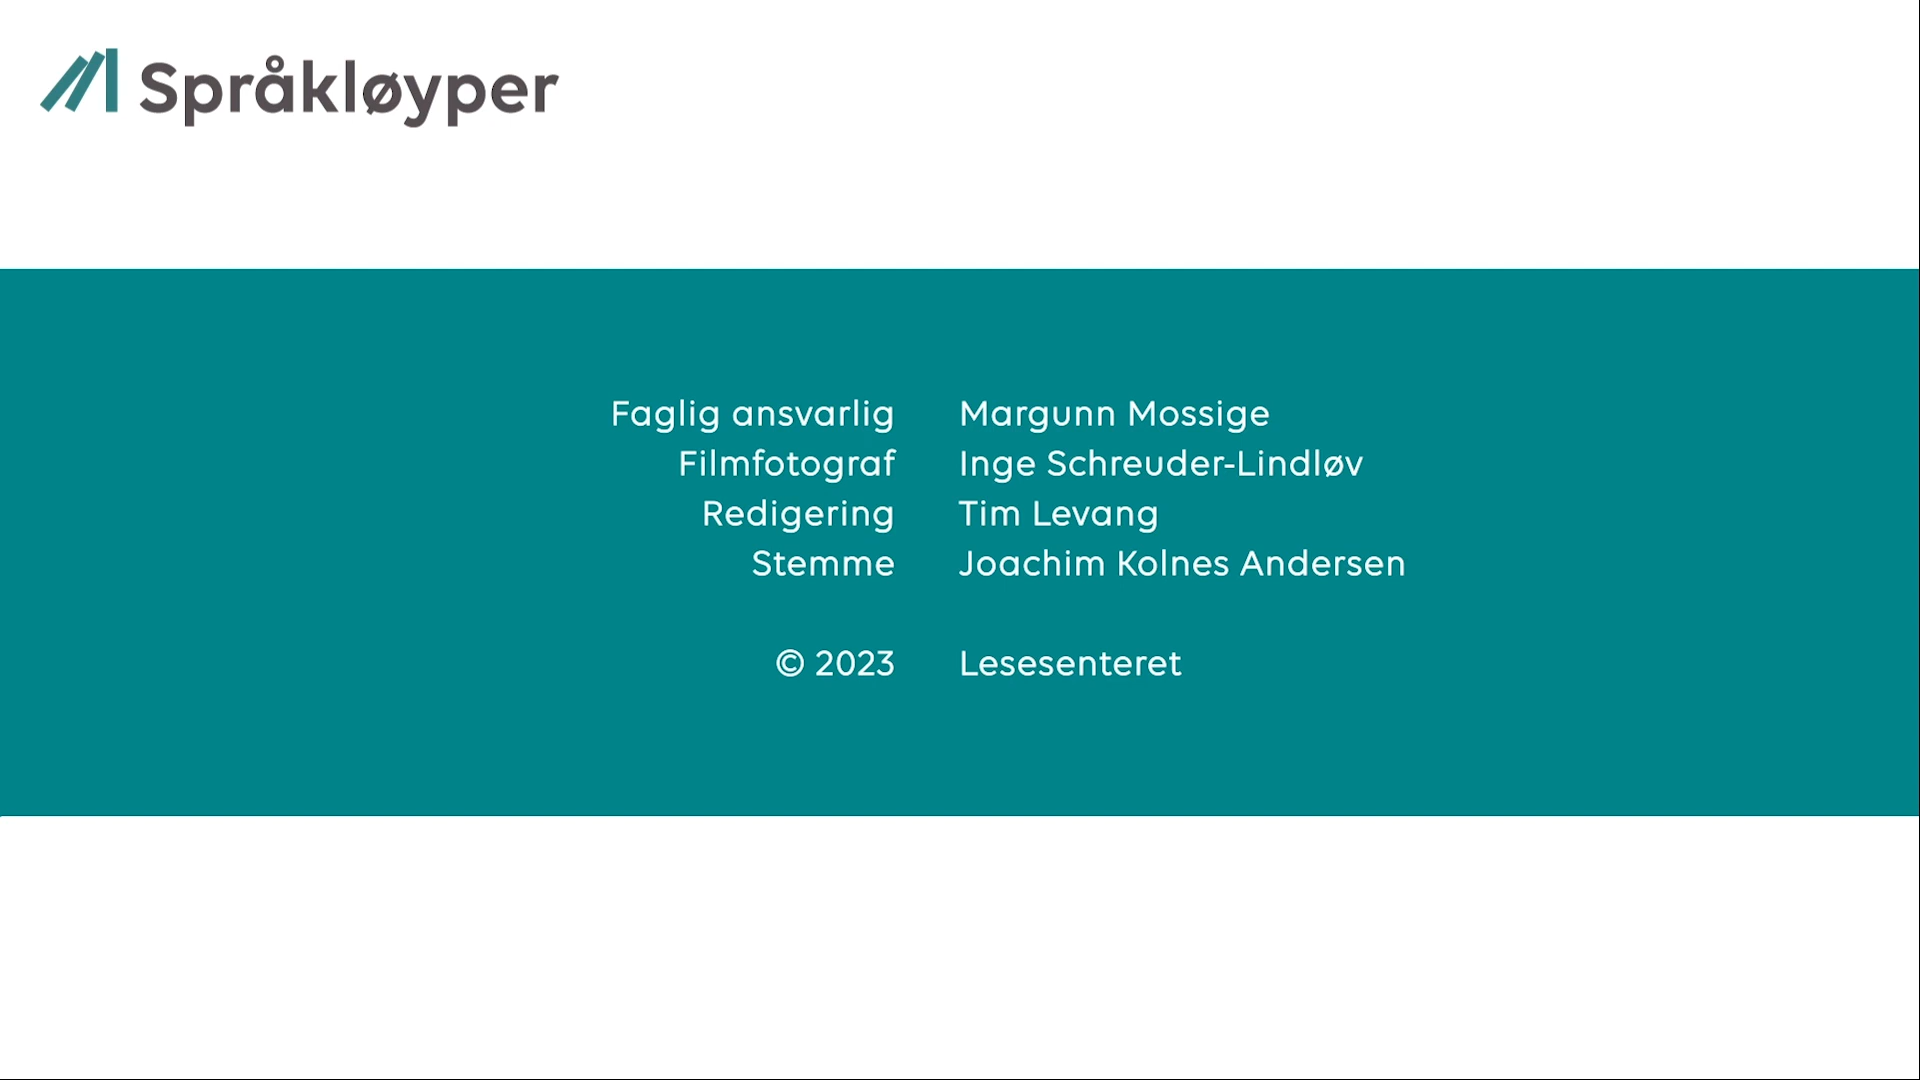 Språkløyper
Faglig ansvarlig Margunn Mossige
Filmfotograf Inge Schreuder-Lindløv
Redigering Tim Levang
Stemme Joachim Kolnes Andersen
© 2023 Lesesenteret